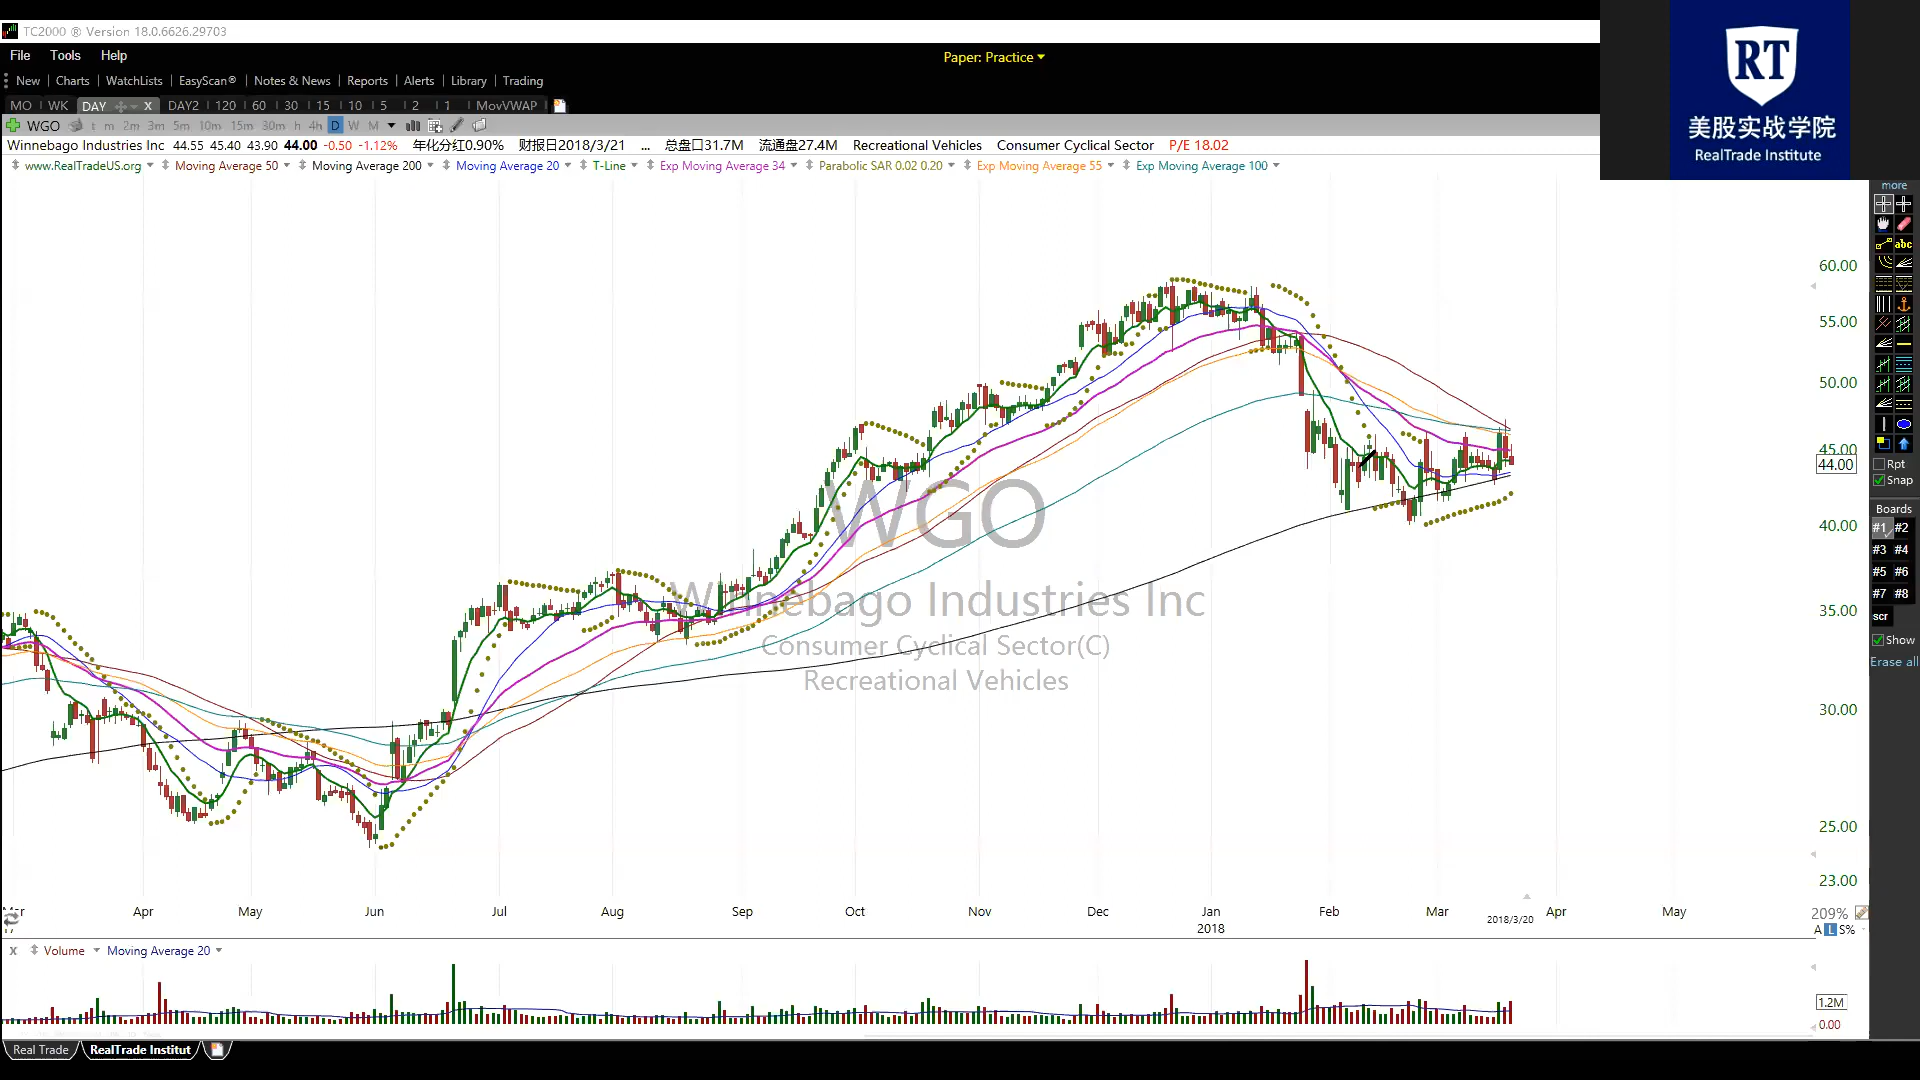 TC2000 ® Version 18.0.6626.29703
File Tools Help
Paper: Practice
New Charts WatchLists EasyScan® Notes & News Reports Alerts Library Trading
MO WK DAY X DAY2 120 60 30 15 10 5 2 1 MovVWAP
WGO t m 2m 3m 5m 10m 15m 30m h 4h D W M
Winnebago Industries Inc 44.55 45.40 43.90 44.00 -0.50 -1.12% 年化分红0.90% 财报日2018/3/21 ... 总盘口31.7M 流通盘27.4M Recreational Vehicles Consumer Cyclical Sector P/E 18.02
www.RealTradeUS.org Moving Average 50 Moving Average 200 Moving Average 20 T-Line Exp Moving Average 34 Parabolic SAR 0.02 0.20 Exp Moving Average 55 Exp Moving Average 100
RT
美股实战学院
RealTrade Institute
more
abc
60.00
55.00
50.00
45.00
44.00
40.00
35.00
30.00
25.00
23.00
Rpt
Snap
Boards
#1 #2
#3 #4
#5 #6
#7 #8
scr
Show
Erase all
WGO
Winnebago Industries Inc
Consumer Cyclical Sector(C)
Recreational Vehicles
Apr May Jun Jul Aug Sep Oct Nov Dec Jan Feb Mar 2018/3/20 Apr May
2018
209%
A L S%
X Volume Moving Average 20
1.2M
0.00
Real Trade RealTrade Institut